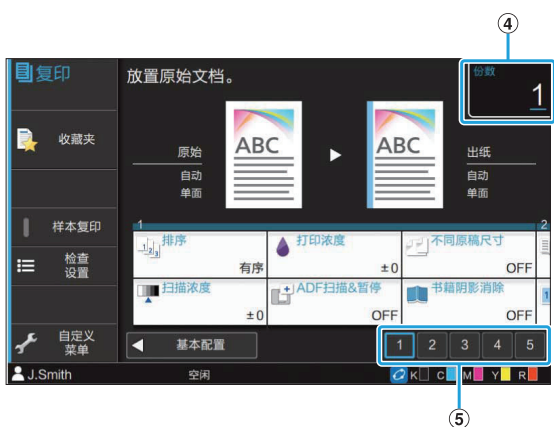 ④
复印
放置原始文档。
份数
1
收藏夹
原始
自动
单面
ABC
ABC
出纸
自动
单面
样本复印
检查
设置
自定义
菜单
1
2
排序
有序
打印浓度
±0
不同原稿尺寸
OFF
扫描浓度
±0
ADF扫描&暂停
OFF
书籍阴影消除
OFF
基本配置
1 2 3 4 5
J.Smith
空闲
K C M Y R
⑤